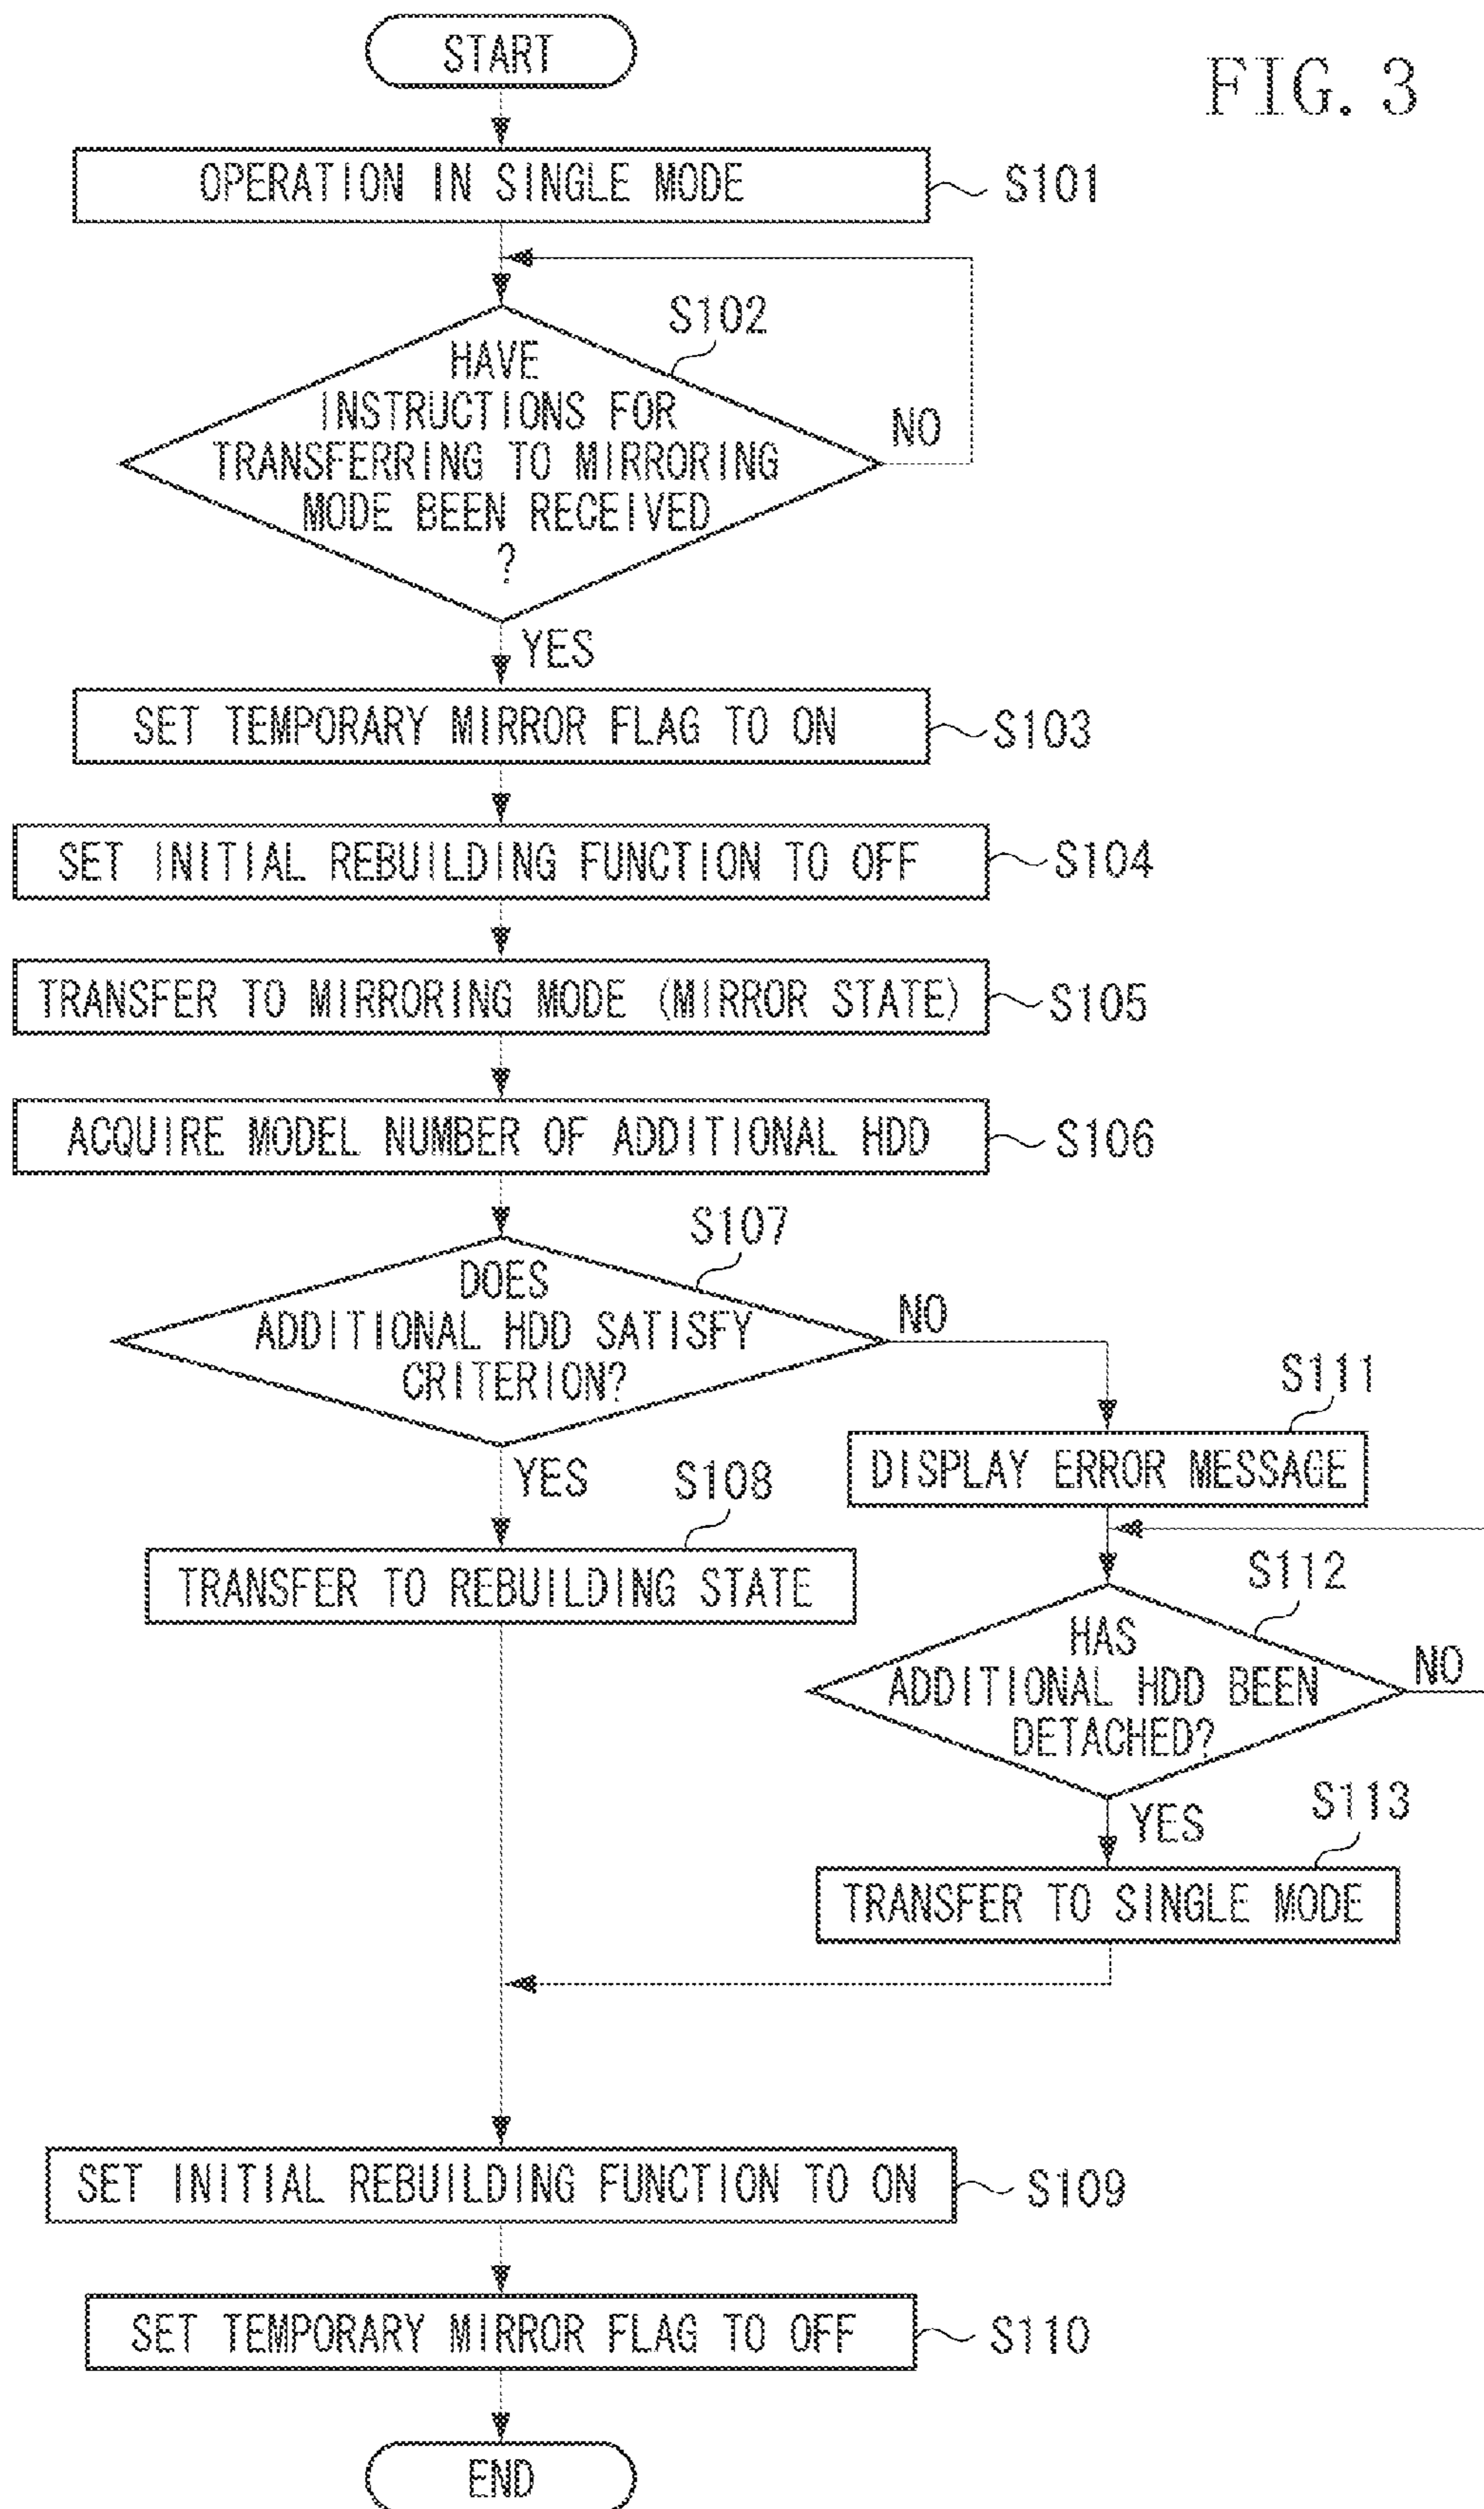 FIG. 3
START
OPERATION IN SINGLE MODE
S101
S102
HAVE
INSTRUCTIONS FOR
TRANSFERRING TO MIRRORING
MODE BEEN RECEIVED
?
NO
YES
SET TEMPORARY MIRROR FLAG TO ON
S103
SET INITIAL REBUILDING FUNCTION TO OFF
S104
TRANSFER TO MIRRORING MODE (MIRROR STATE)
S105
ACQUIRE MODEL NUMBER OF ADDITIONAL HDD
S106
S107
DOES
ADDITIONAL HDD SATISFY
CRITERION?
NO
YES
S108
TRANSFER TO REBUILDING STATE
S111
DISPLAY ERROR MESSAGE
S112
HAS
ADDITIONAL HDD BEEN
DETACHED?
NO
YES
S113
TRANSFER TO SINGLE MODE
SET INITIAL REBUILDING FUNCTION TO ON
S109
SET TEMPORARY MIRROR FLAG TO OFF
S110
END